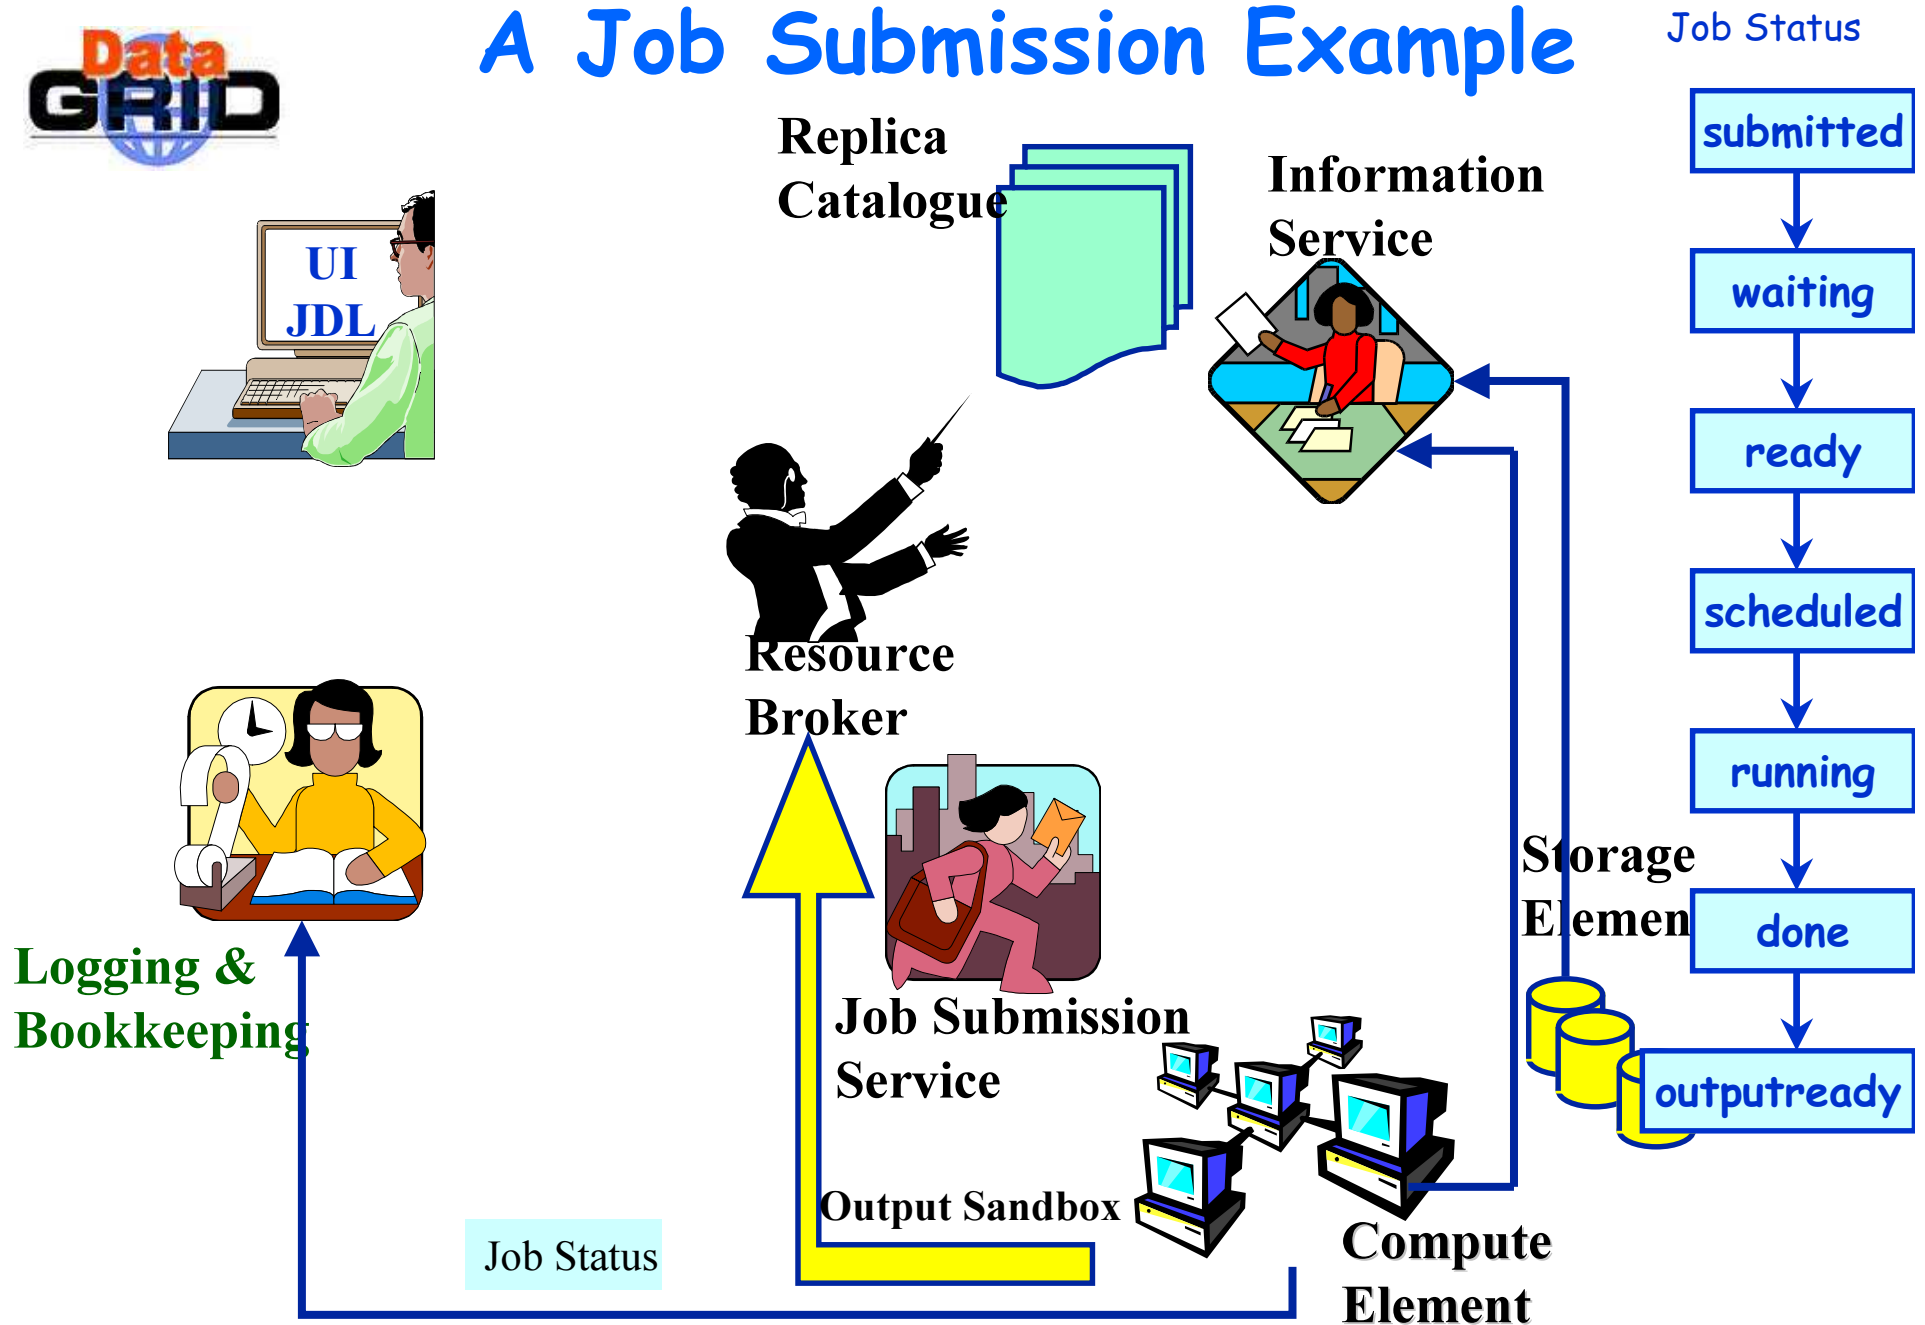 Data
GRID
A Job Submission Example
Job Status
Replica
Catalogue
Information
Service
UI
JDL
submitted
waiting
ready
scheduled
running
done
outputready
Resource
Broker
Storage
Elemen
Logging &
Bookkeeping
Job Submission
Service
Output Sandbox
Job Status
Compute
Element